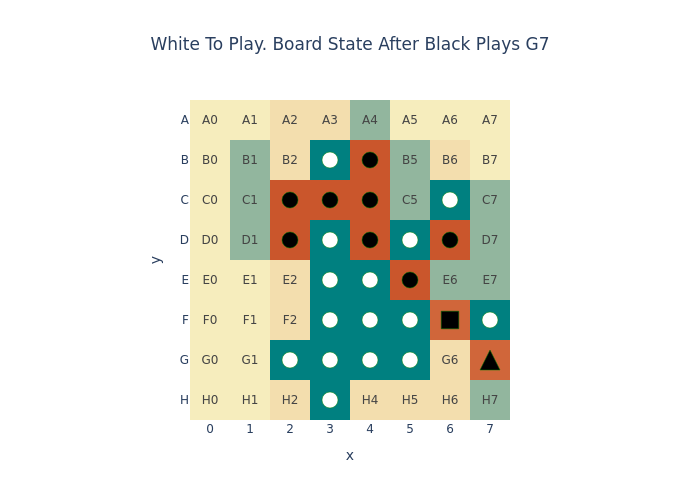 White To Play. Board State After Black Plays G7
A A0 A1 A2 A3 A4 A5 A6 A7
B B0 B1 B2 B5 B6 B7
C C0 C1 C5 C7
D D0 D1 D7
E E0 E1 E2 E6 E7
F F0 F1 F2
G G0 G1 G6
H H0 H1 H2 H4 H5 H6 H7
0 1 2 3 4 5 6 7
x
y